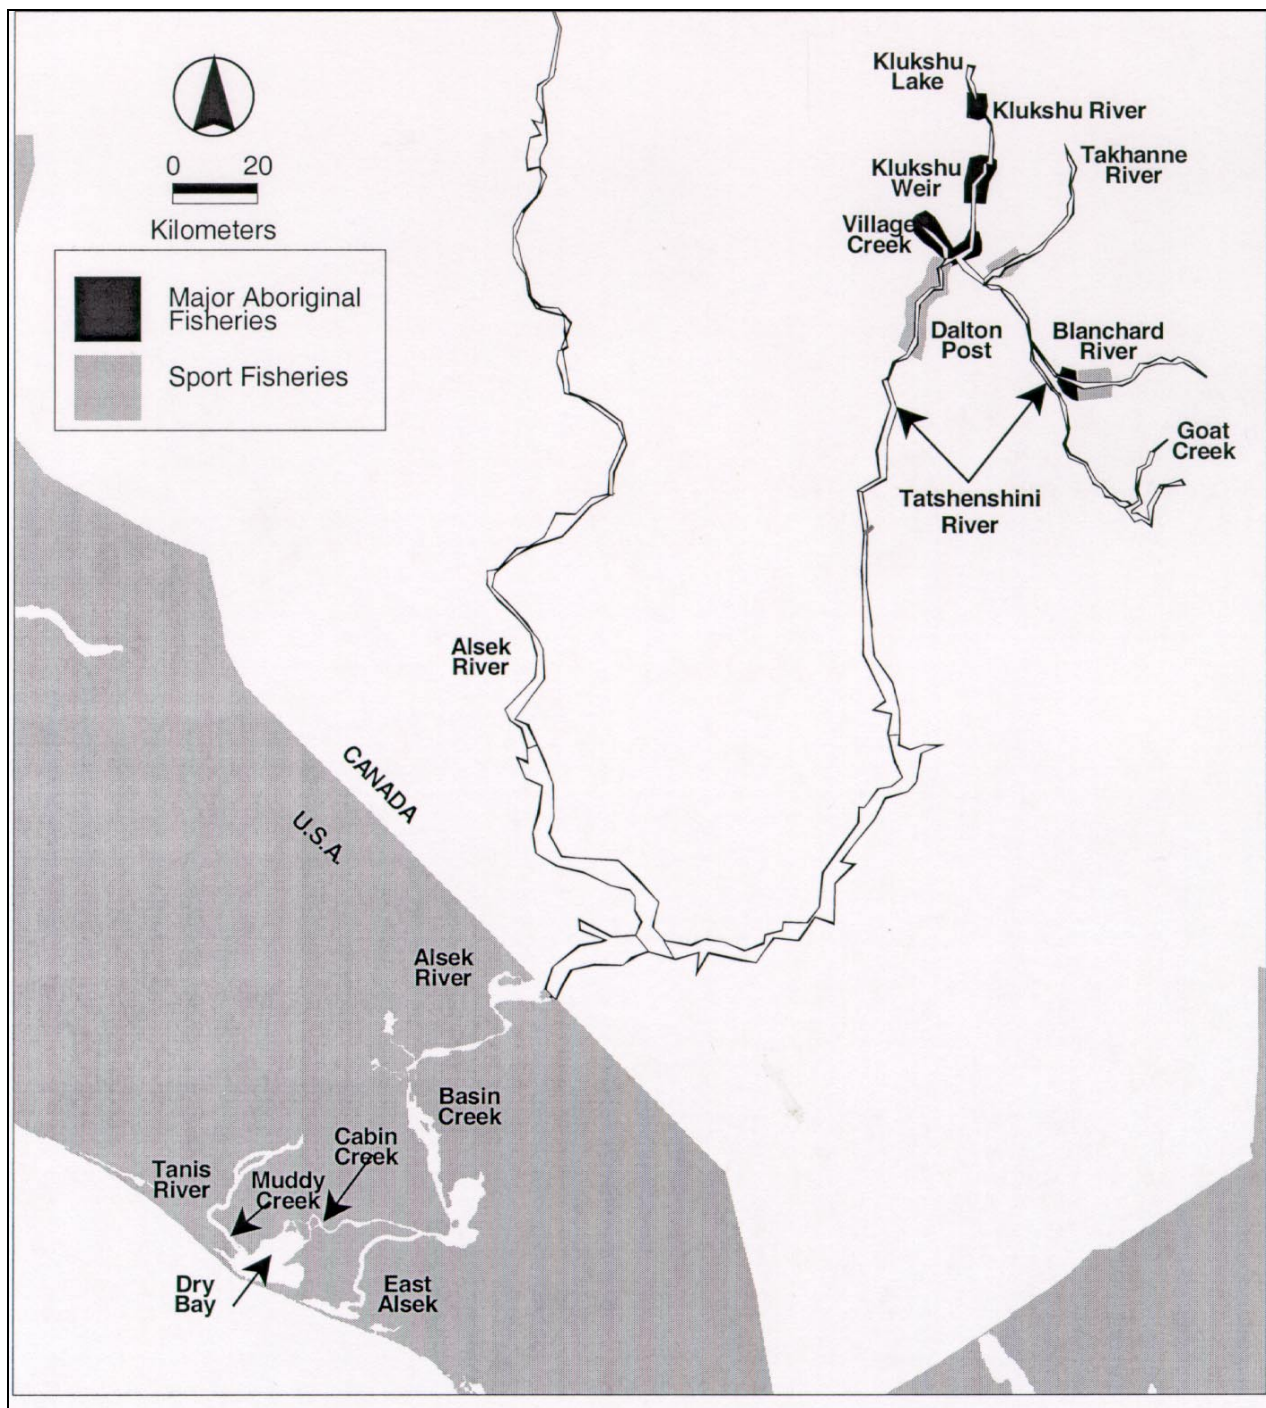 Klukshu
Lake
Klukshu River
0 20
Kilometers
Klukshu
Weir
Takhanne
River
Village
Creek
Major Aboriginal
Fisheries
Sport Fisheries
Dalton
Post
Blanchard
River
Goat
Creek
Tatshenshini
River
Alsek
River
CANADA
U.S.A.
Alsek
River
Basin
Creek
Cabin
Creek
Tanis
River
Muddy
Creek
Dry
Bay
East
Alsek